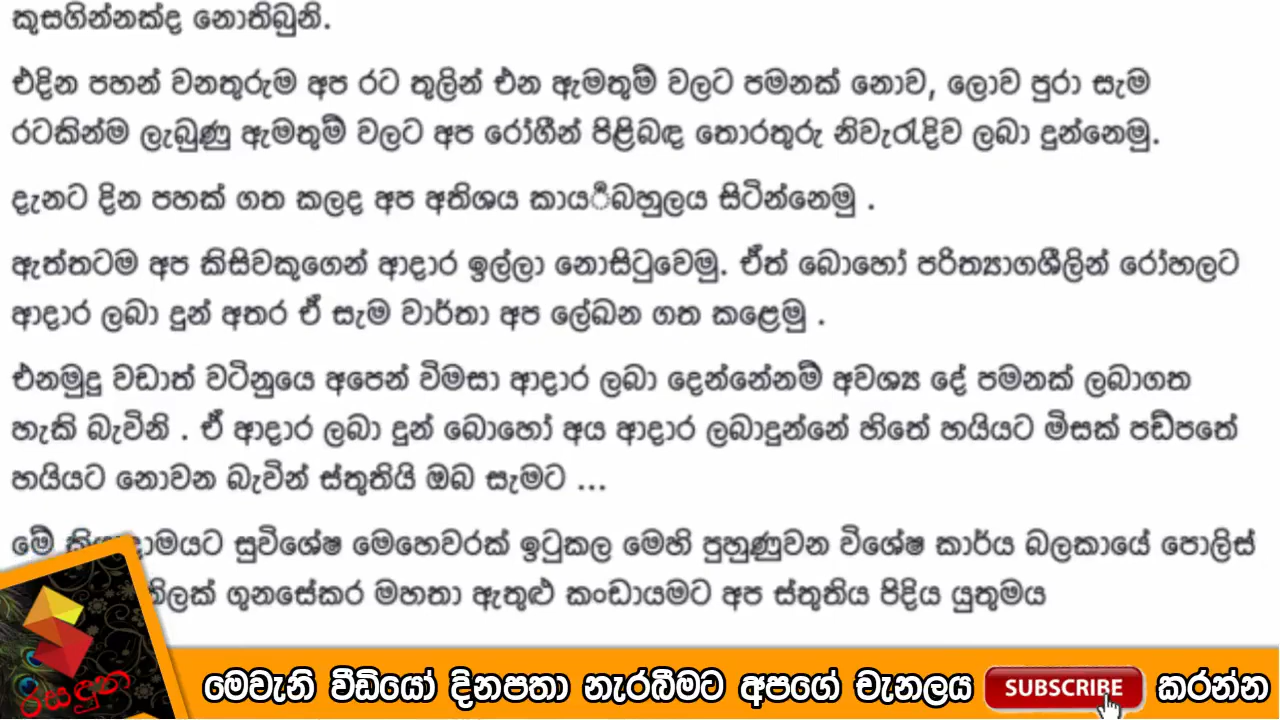 කුසගින්නක්ද නොතිබුනි.
එදින පහන් වනතුරුම අප රට තුලින් එන ඇමතුම් වලට පමනක් නොව, ලොව පුරා සැම
රටකින්ම ලැබුණු ඇමතුම් වලට අප රෝගීන් පිළිබඳ තොරතුරු නිවැරැදිව ලබා දුන්නෙමු.
දැනට දින පහක් ගත කලද අප අතිශය කාය๊බහුලය සිටින්නෙමු .
ඇත්තටම අප කිසිවකුගෙන් ආදාර ඉල්ලා නොසිටුවෙමු. ඒත් බොහෝ පරිත්‍යාගශීලින් රෝහලට
ආදාර ලබා දුන් අතර ඒ සැම වාර්තා අප ලේඛන ගත කළෙමු .
එනමුදු වඩාත් වටිනුයෙ අපෙන් විමසා ආදාර ලබා දෙන්නේනම් අවශ්‍ය දේ පමනක් ලබාගත
හැකි බැවිනි . ඒ ආදාර ලබා දුන් බොහෝ අය ආදාර ලබාදුන්නේ හිතේ හයියට මිසක් පඩිපතේ
හයියට නොවන බැවින් ස්තුතියි ඔබ සැමට ...
මේ සුවිශේෂ මෙහෙවරක් ඉටුකල මෙහි පුහුණුවන විශේෂ කාර්ය බලකායේ පොලිස්
ගුනසේකර මහතා ඇතුළු කංඩායමට අප ස්තුතිය පිදිය යුතුමය
රසඳුන
මෙවැනි වීඩියෝ දිනපතා නැරඹීමට අපගේ චැනලය SUBSCRIBE කරන්න